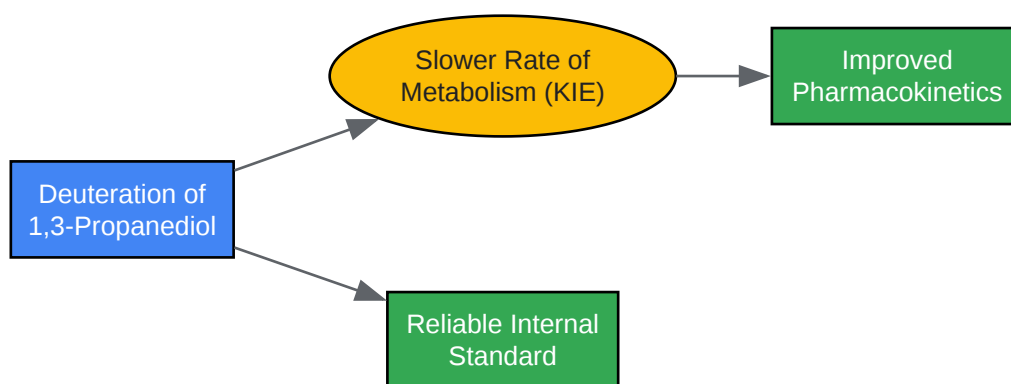 Slower Rate of
Metabolism (KIE)
Improved
Pharmacokinetics
Deuteration of
1,3-Propanediol
Reliable Internal
Standard